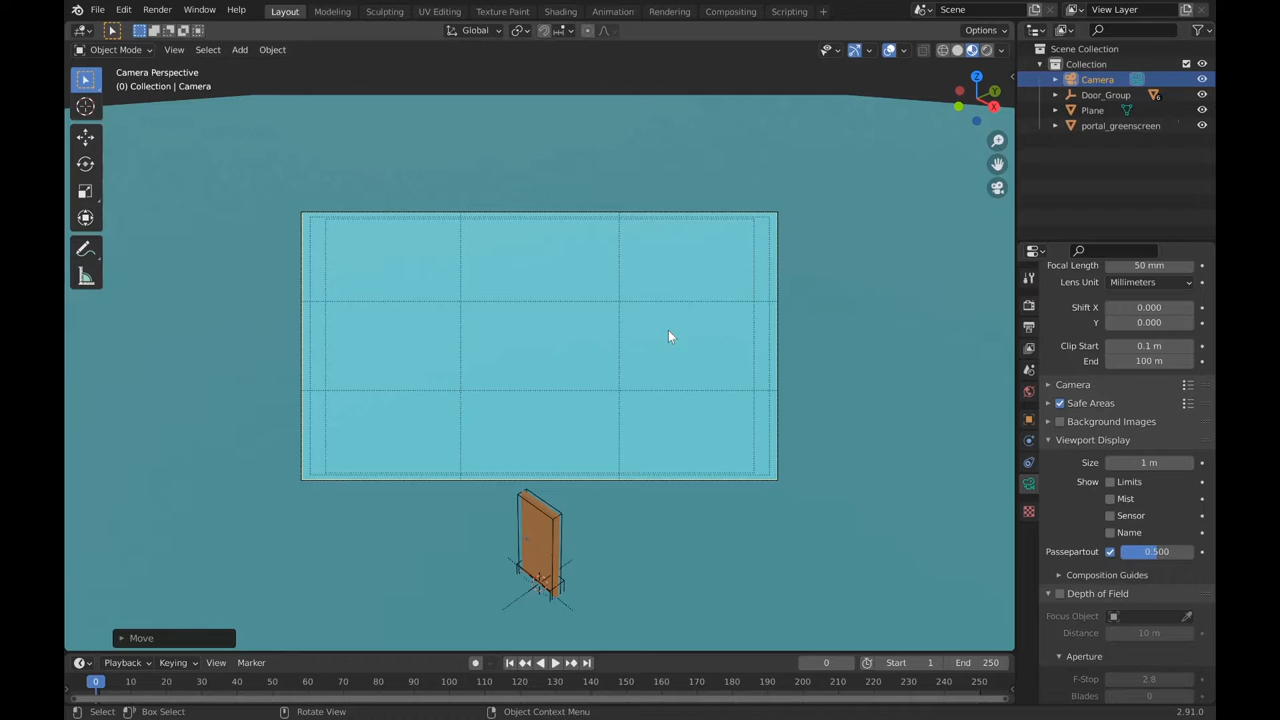 File Edit Render Window Help Layout Modeling Sculpting UV Editing Texture Paint Shading Animation Rendering Compositing Scripting + Scene View Layer
Global Options
Object Mode View Select Add Object
Camera Perspective
(0) Collection | Camera
Z
Y
X
Scene Collection
Collection
Camera
Door_Group 6
Plane
portal_greenscreen
Focal Length 50 mm
Lens Unit Millimeters
Shift X 0.000
Y 0.000
Clip Start 0.1 m
End 100 m
Camera
Safe Areas
Background Images
Viewport Display
Size 1 m
Show Limits
Mist
Sensor
Name
Passepartout 0.500
Composition Guides
Depth of Field
Focus Object
Distance 10 m
Aperture
F-Stop 2.8
Blades 0
Move
Playback Keying View Marker 0 Start 1 End 250
0 10 20 30 40 50 60 70 80 90 100 110 120 130 140 150 160 170 180 190 200 210 220 230 240 250
Select Box Select Rotate View Object Context Menu 2.91.0